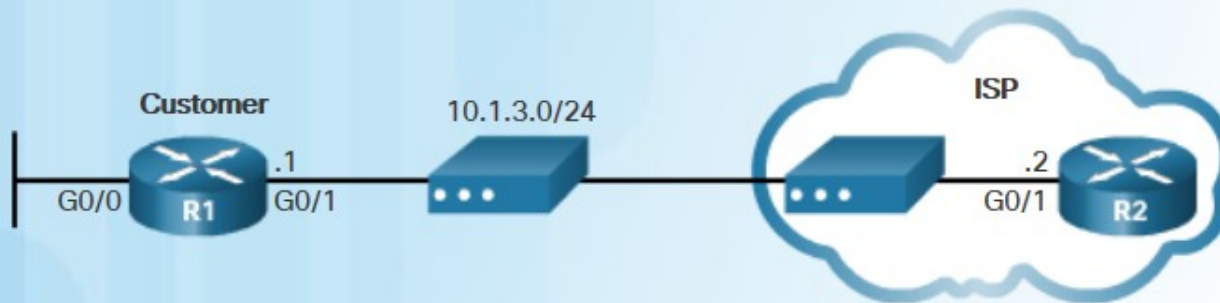 Customer
10.1.3.0/24
ISP
.1
.2
G0/0
R1
G0/1
G0/1
R2